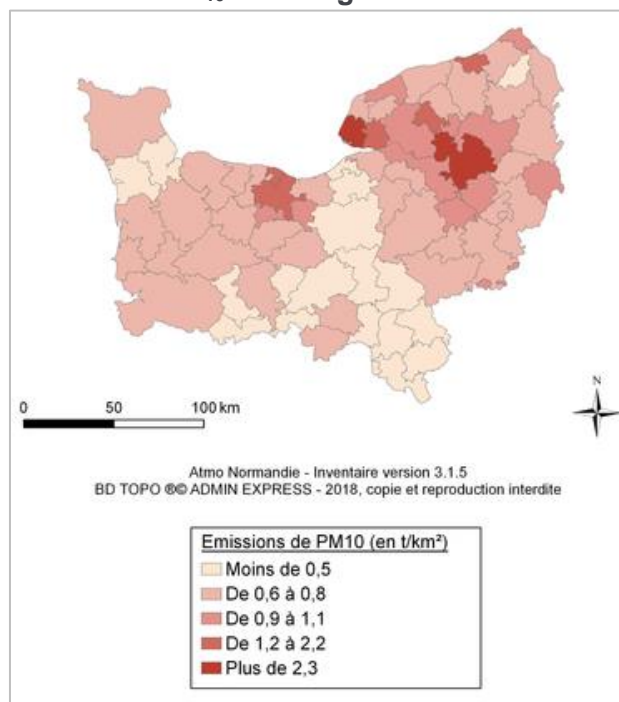 0 50 100 km
N
Atmo Normandie - Inventaire version 3.1.5
BD TOPO ®© ADMIN EXPRESS - 2018, copie et reproduction interdite
Emissions de PM10 (en t/km²)
Moins de 0,5
De 0,6 à 0,8
De 0,9 à 1,1
De 1,2 à 2,2
Plus de 2,3